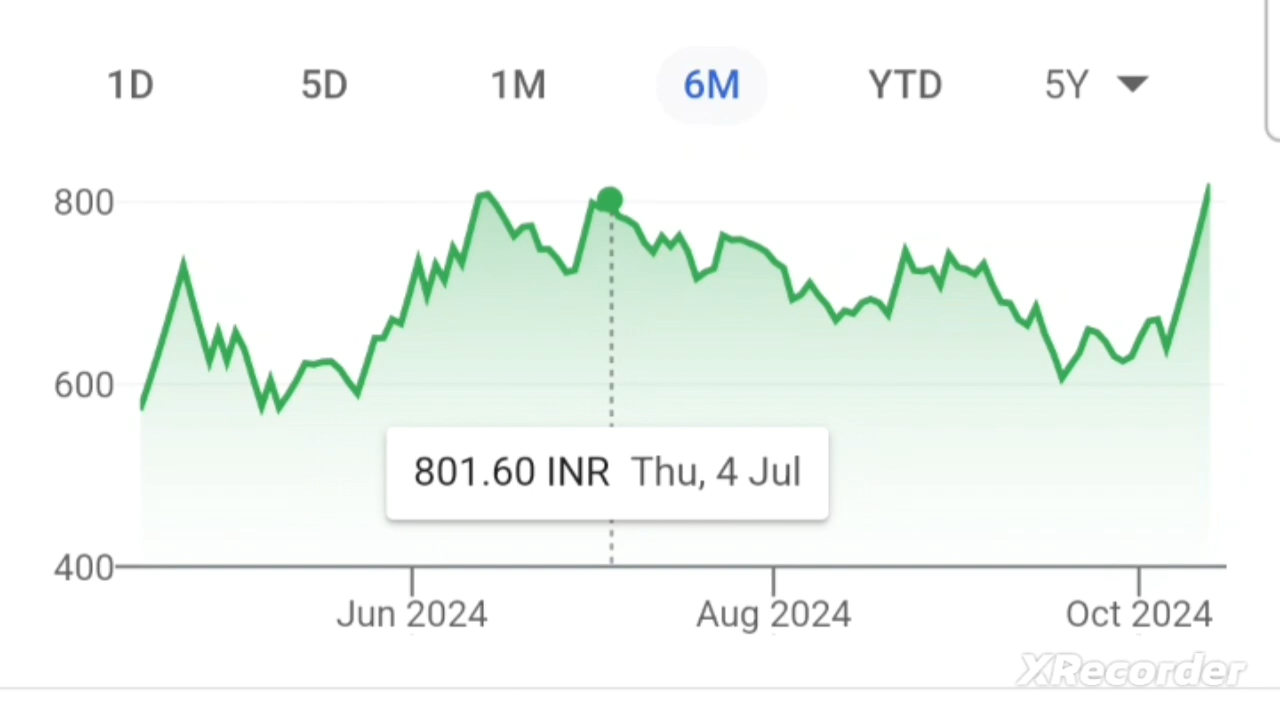 1D 5D 1M 6M YTD 5Y
800
600
801.60 INR Thu, 4 Jul
400
Jun 2024 Aug 2024 Oct 2024
XRecorder